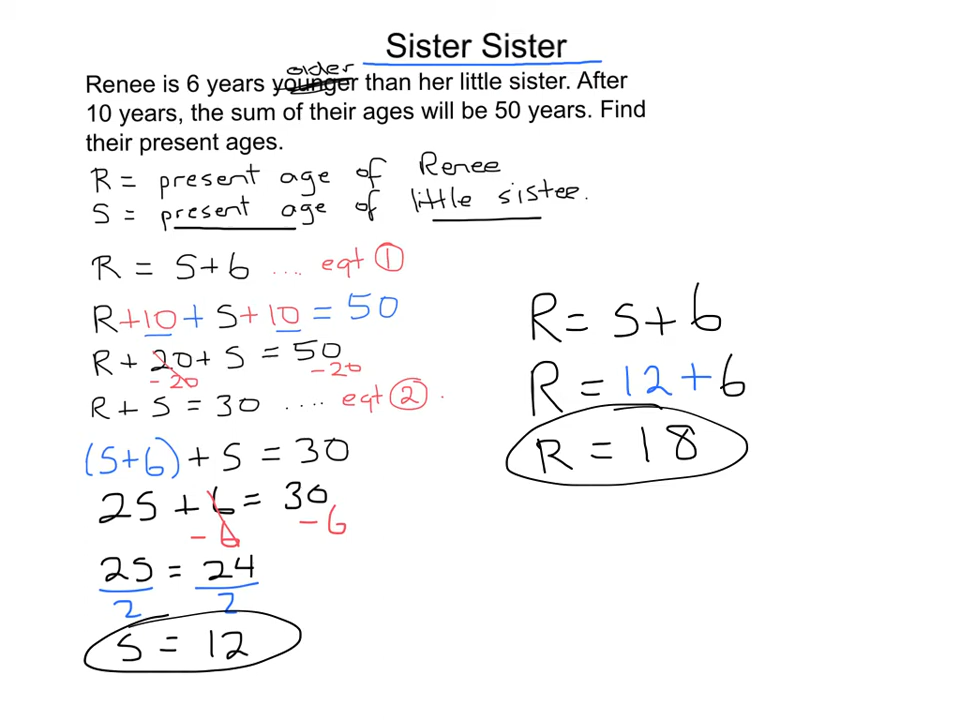 Sister Sister
older
Renee is 6 years younger than her little sister. After
10 years, the sum of their ages will be 50 years. Find
their present ages.
R = present age of Renee
S = present age of little sister.
R = S+6 .... eqt ①
R+10 + S+10 = 50
R + 20 + S = 50
-20 -20
R + S = 30 .... eqt ② .
(S+6) + S = 30
2S + 6 = 30
-6 -6
2S = 24
2 2
S = 12
R = S + 6
R = 12 + 6
R = 18